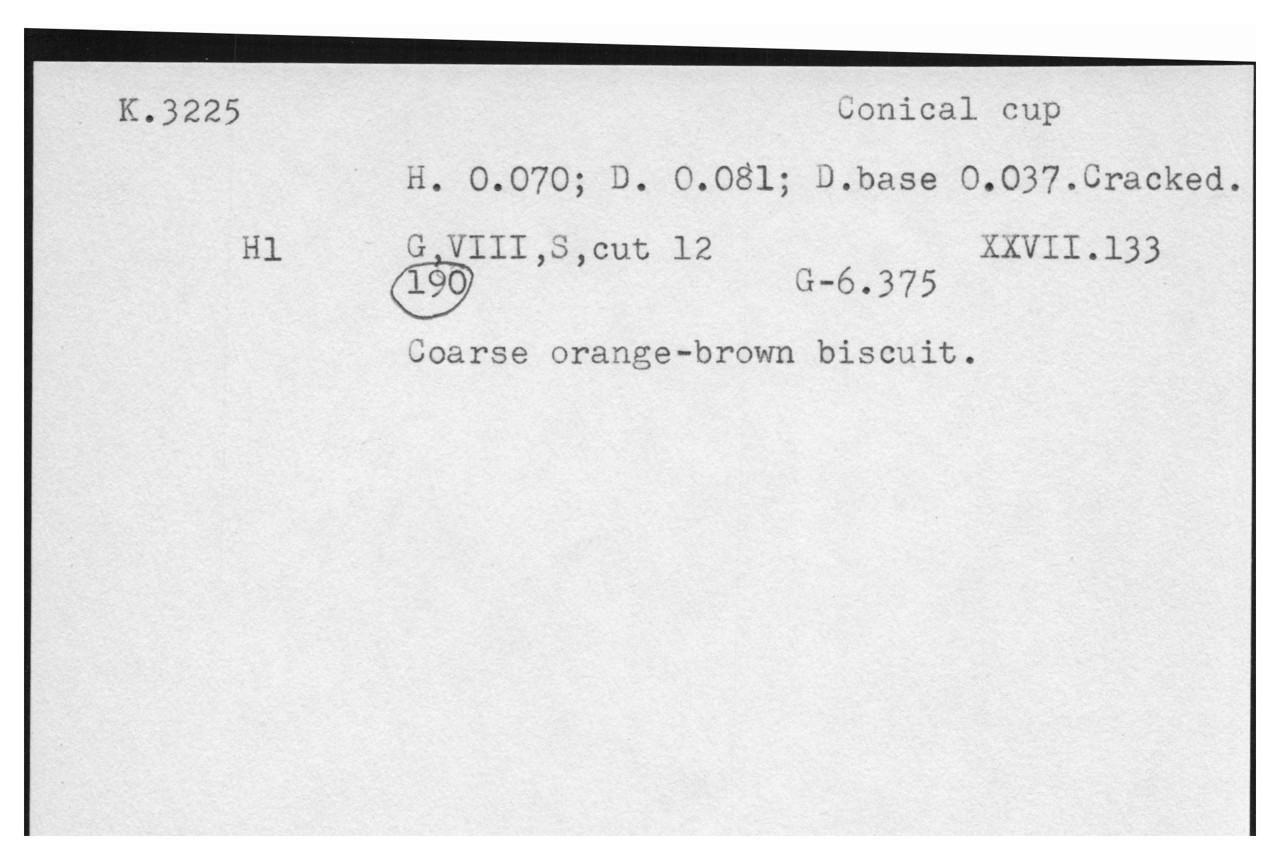 K.3225 Conical cup
H. 0.070; D. 0.081; D.base 0.037.Cracked.
H1 G,VIII,S,cut 12 XXVII.133
190 G-6.375
Coarse orange-brown biscuit.